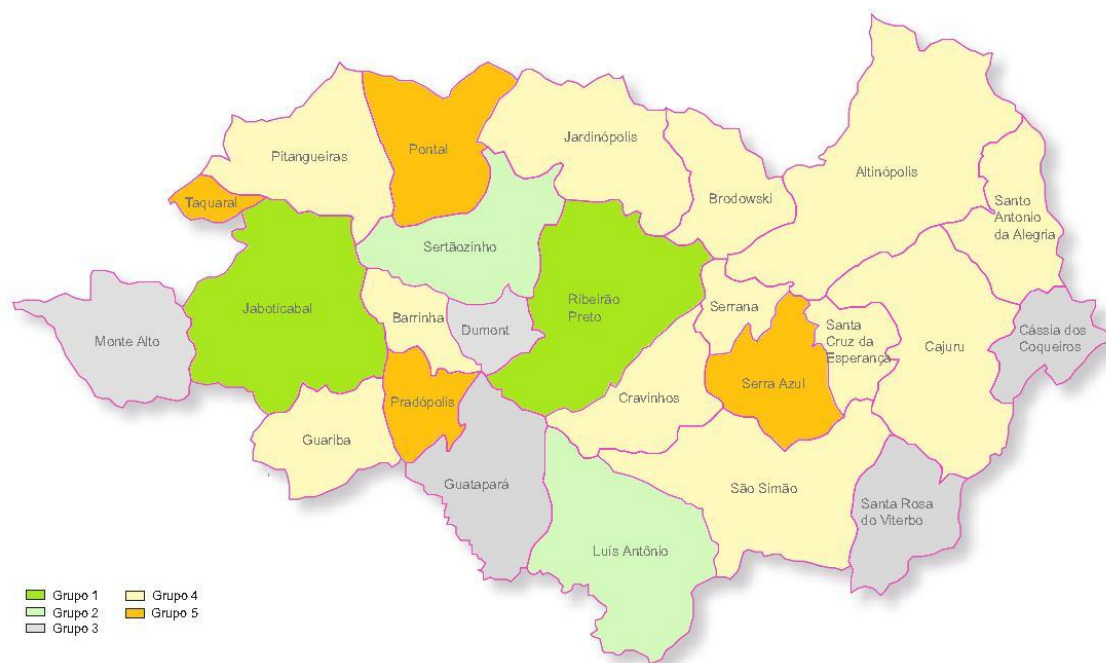 Pitangueiras
Pontal
Jardinópolis
Altinópolis
Brodowski
Taquaral
Santo
Antonio
da Alegria
Sertãozinho
Jaboticabal
Ribeirão
Preto
Serrana
Barrinha
Dumont
Santa
Cruz da
Esperança
Monte Alto
Cajuru
Cássia dos
Coqueiros
Serra Azul
Pradópolis
Cravinhos
Guariba
Guatapará
São Simão
Santa Rosa
do Viterbo
Luís Antônio
Grupo 1
Grupo 2
Grupo 3
Grupo 4
Grupo 5